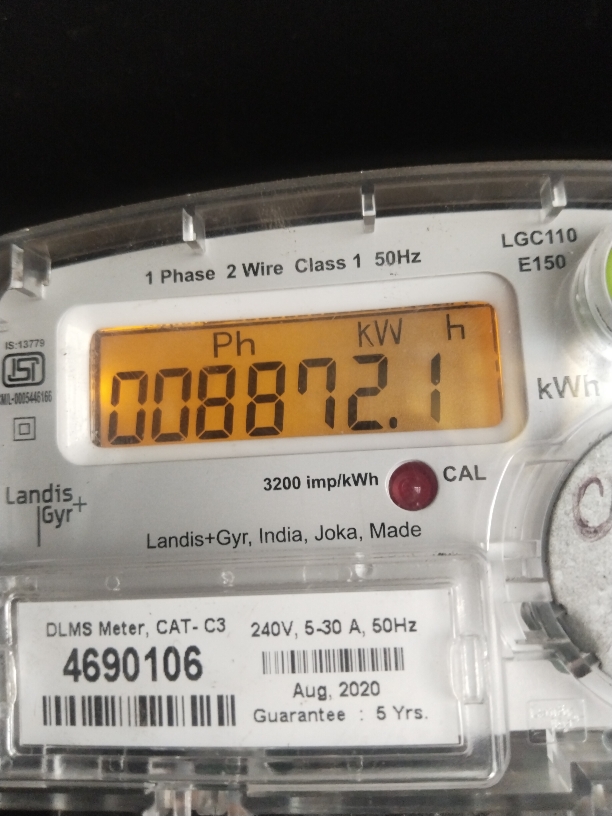 LGC110
E150
1 Phase 2 Wire Class 1 50Hz
IS:13779
CM/L-0005446166
Ph kW h
008872.1
kWh
3200 imp/kWh CAL
Landis
Gyr+
Landis+Gyr, India, Joka, Made
DLMS Meter, CAT- C3
4690106
240V, 5-30 A, 50Hz
Aug, 2020
Guarantee : 5 Yrs.